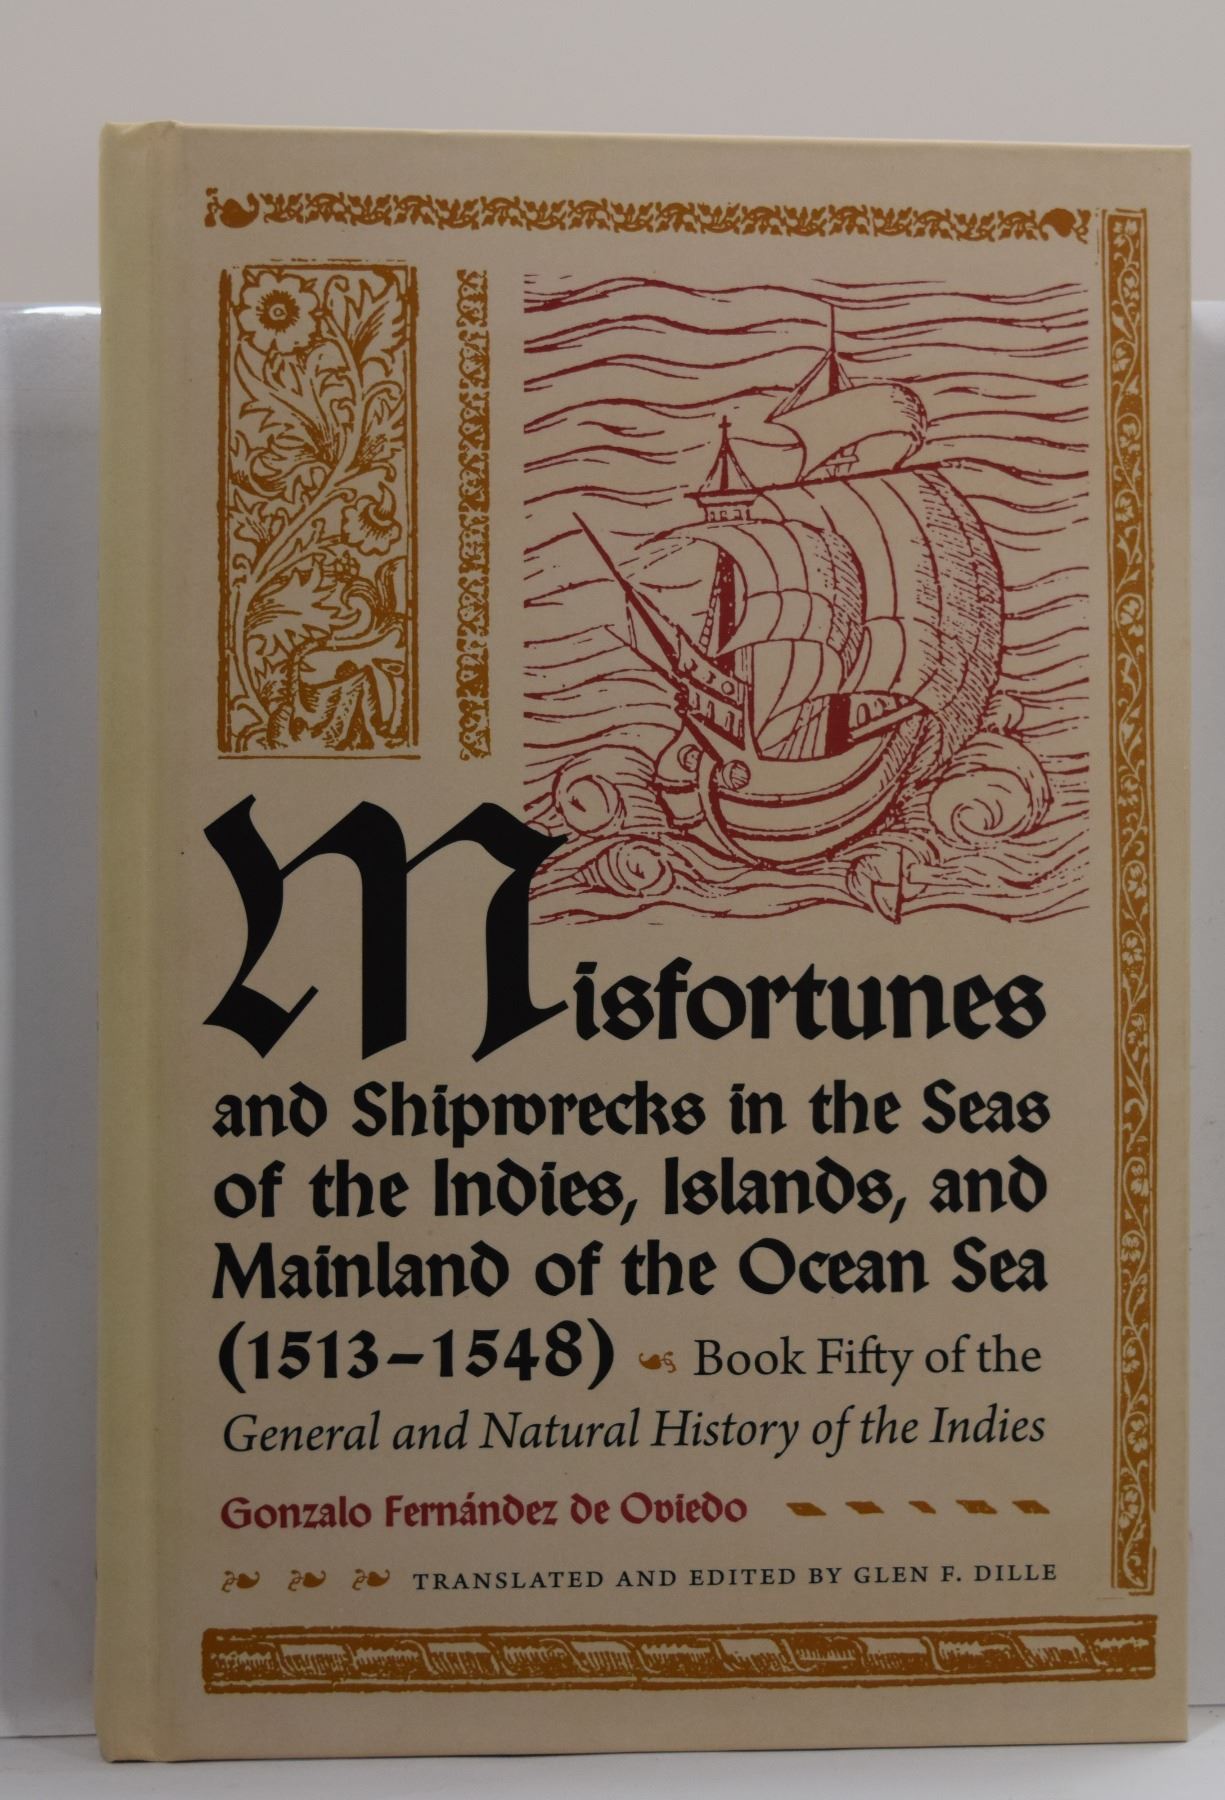 Misfortunes
and Shipwrecks in the Seas
of the Indies, Islands, and
Mainland of the Ocean Sea
(1513–1548) Book Fifty of the
General and Natural History of the Indies
Gonzalo Fernández de Oviedo
TRANSLATED AND EDITED BY GLEN F. DILLE